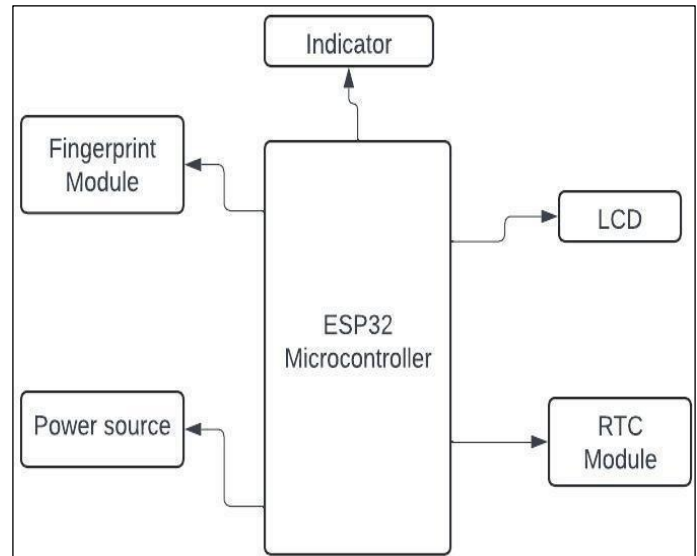 Indicator
Fingerprint
Module
LCD
ESP32
Microcontroller
Power source
RTC
Module